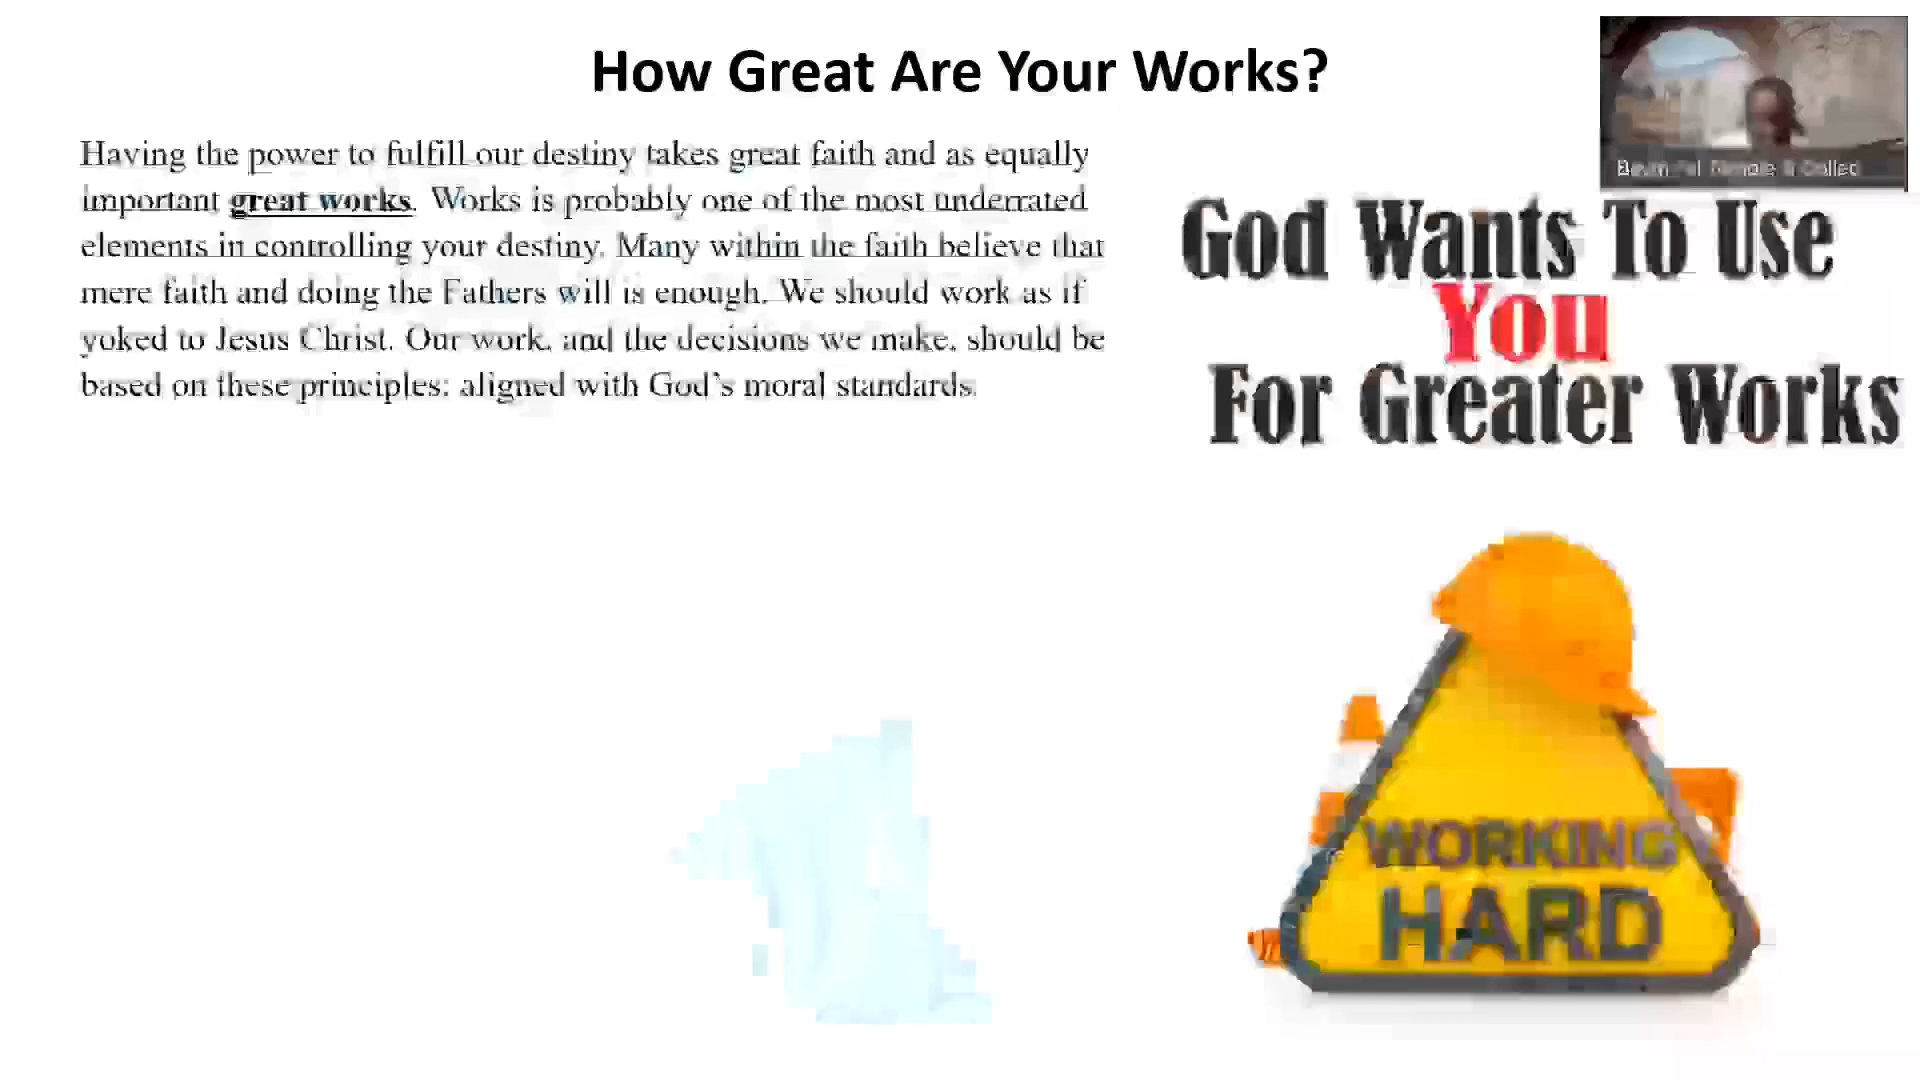 How Great Are Your Works?
Having the power to fulfill our destiny takes great faith and as equally
important great works. Works is probably one of the most underrated
elements in controlling your destiny. Many within the faith believe that
mere faith and doing the Fathers will is enough. We should work as if
yoked to Jesus Christ. Our work, and the decisions we make, should be
based on these principles: aligned with God's moral standards.
God Wants To Use
You
For Greater Works
WORKING
HARD